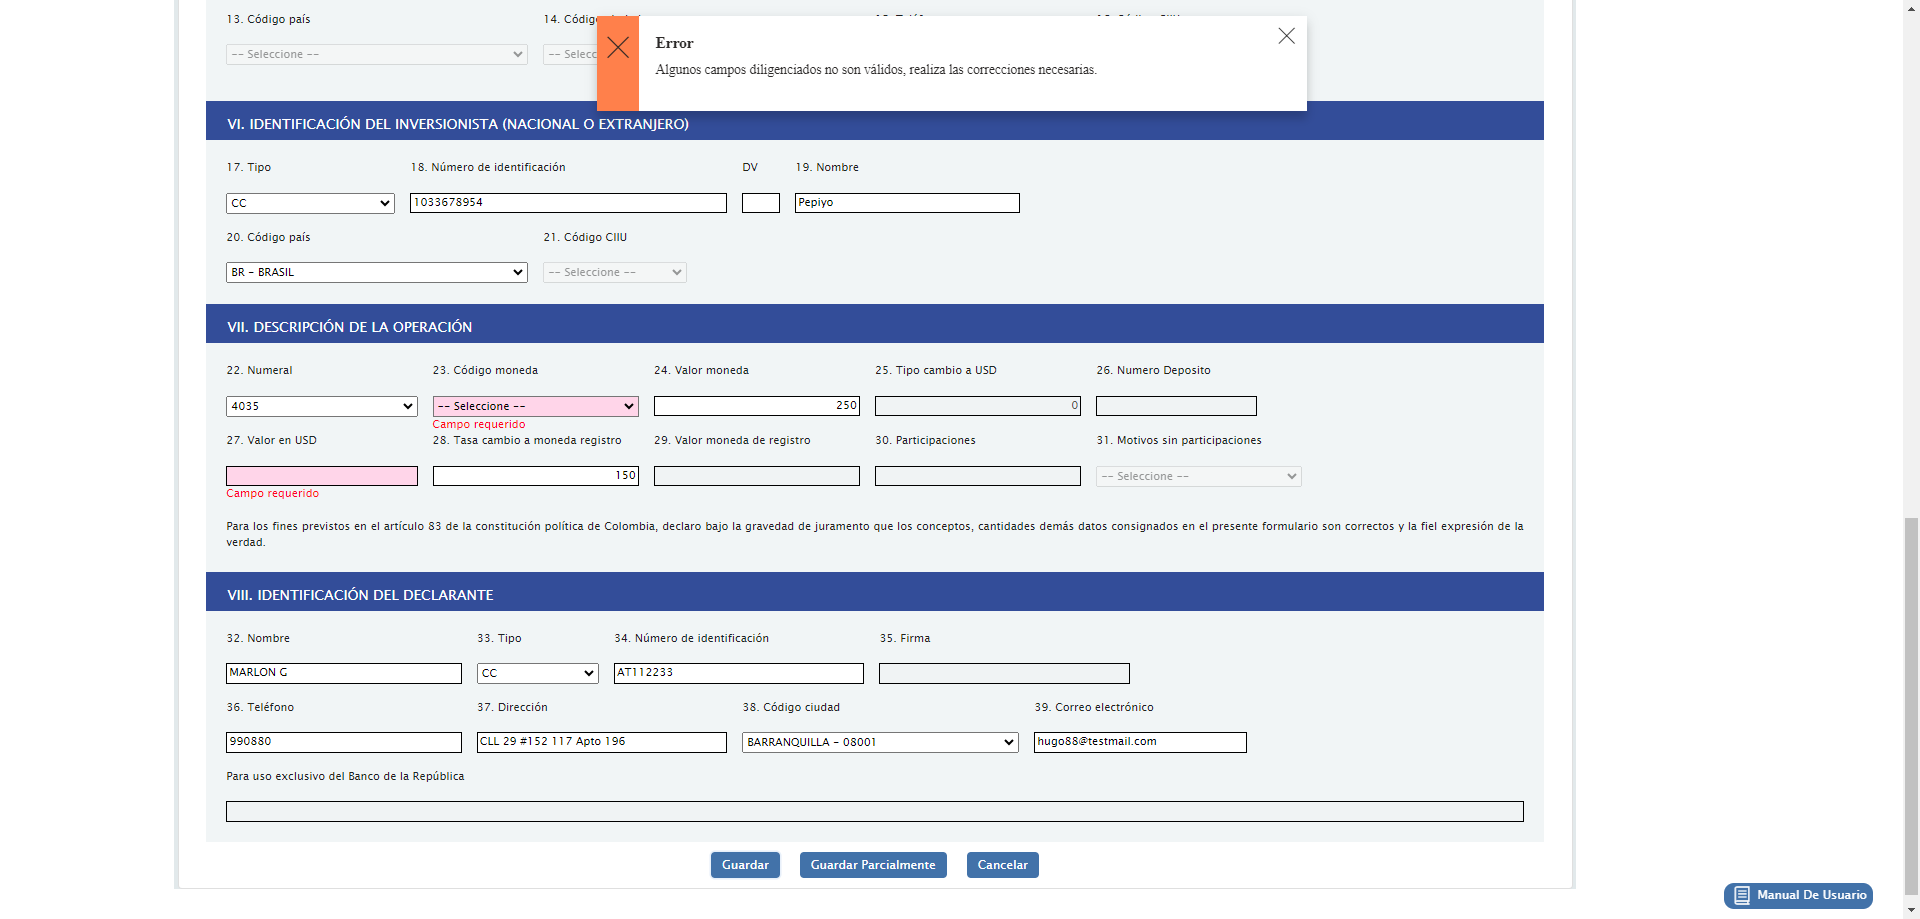 13. Código país
14. Códig
-- Seleccione --
-- Selecc
Error
Algunos campos diligenciados no son válidos, realiza las correcciones necesarias.
VI. IDENTIFICACIÓN DEL INVERSIONISTA (NACIONAL O EXTRANJERO)
17. Tipo
18. Número de identificación
DV
19. Nombre
CC
1033678954
Pepiyo
20. Código país
21. Código CIIU
BR - BRASIL
-- Seleccione --
VII. DESCRIPCIÓN DE LA OPERACIÓN
22. Numeral
23. Código moneda
24. Valor moneda
25. Tipo cambio a USD
26. Numero Deposito
4035
-- Seleccione --
250
0
Campo requerido
27. Valor en USD
28. Tasa cambio a moneda registro
29. Valor moneda de registro
30. Participaciones
31. Motivos sin participaciones
150
-- Seleccione --
Campo requerido
Para los fines previstos en el artículo 83 de la constitución política de Colombia, declaro bajo la gravedad de juramento que los conceptos, cantidades demás datos consignados en el presente formulario son correctos y la fiel expresión de la
verdad.
VIII. IDENTIFICACIÓN DEL DECLARANTE
32. Nombre
33. Tipo
34. Número de identificación
35. Firma
MARLON G
CC
AT112233
36. Teléfono
37. Dirección
38. Código ciudad
39. Correo electrónico
990880
CLL 29 #152 117 Apto 196
BARRANQUILLA - 08001
hugo88@testmail.com
Para uso exclusivo del Banco de la República
Guardar
Guardar Parcialmente
Cancelar
Manual De Usuario